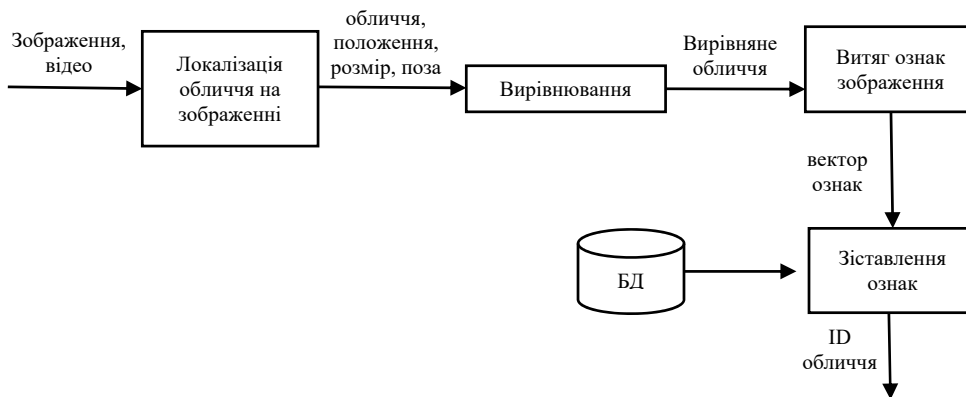 Зображення,
відео
Локалізація
обличчя на
зображенні
обличчя,
положення,
розмір, поза
Вирівнювання
Вирівняне
обличчя
Витяг ознак
зображення
вектор
ознак
БД
Зіставлення
ознак
ID
обличчя